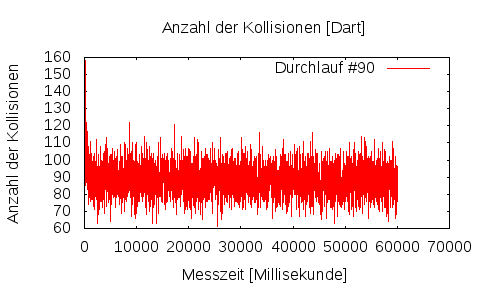 Anzahl der Kollisionen [Dart]
Durchlauf #90
Anzahl der Kollisionen
160
150
140
130
120
110
100
90
80
70
60
0 10000 20000 30000 40000 50000 60000 70000
Messzeit [Millisekunde]